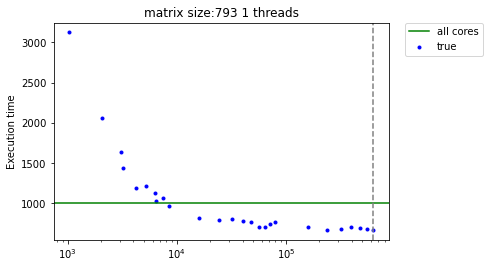 matrix size:793 1 threads
all cores
true
Execution time
3000
2500
2000
1500
1000
10³
10⁴
10⁵